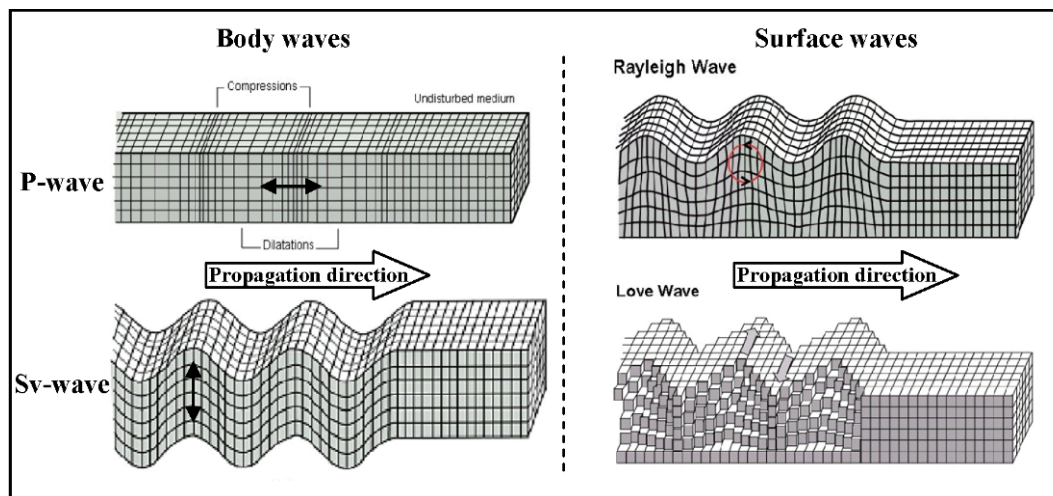 Body waves
Compressions
Undisturbed medium
P-wave
Dilatations
Propagation direction
Sv-wave
Surface waves
Rayleigh Wave
Propagation direction
Love Wave